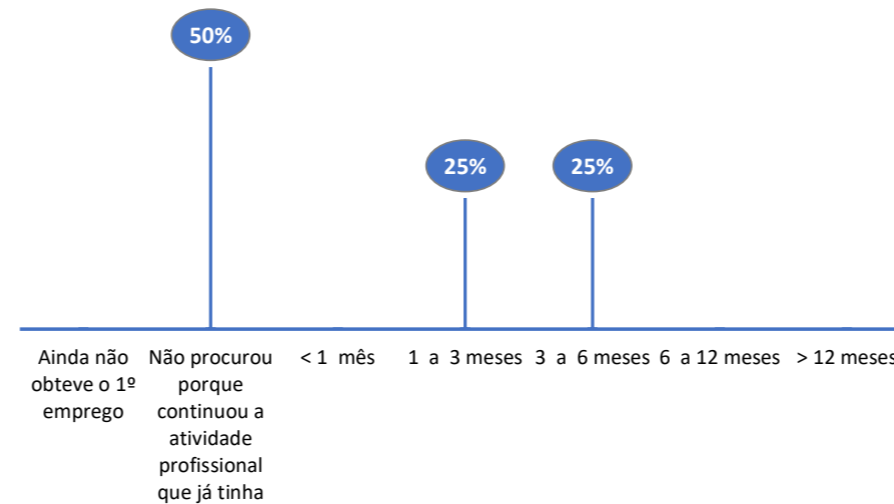 50%
25%
25%
Ainda não
obteve o 1º
emprego
Não procurou
porque
continuou a
atividade
profissional
que já tinha
< 1 mês
1 a 3 meses
3 a 6 meses
6 a 12 meses
> 12 meses